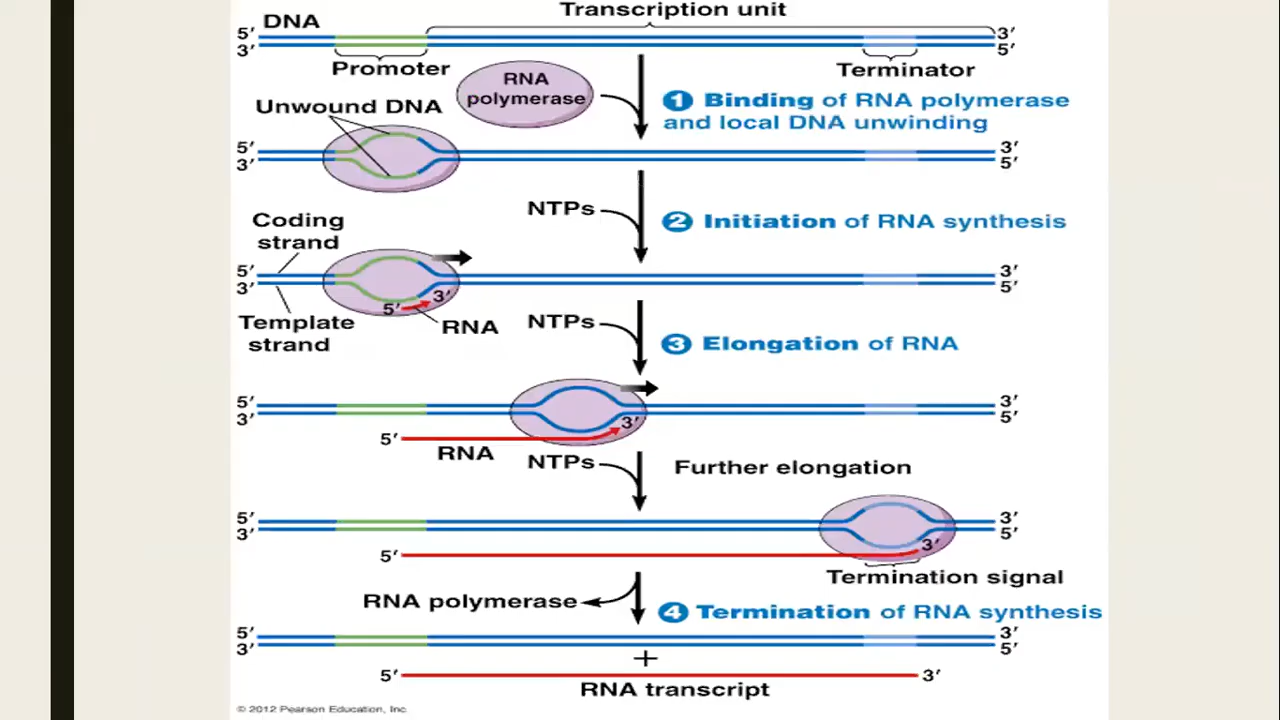 Transcription unit
DNA
5′ 3′
3′ 5′
Promoter
Terminator
RNA
polymerase
Unwound DNA
1 Binding of RNA polymerase
and local DNA unwinding
5′ 3′
3′ 5′
NTPs
2 Initiation of RNA synthesis
Coding
strand
5′ 3′
3′ 5′
3′
5′
RNA
Template
strand
NTPs
3 Elongation of RNA
5′ 3′
3′ 5′
3′
5′
RNA
NTPs
Further elongation
5′ 3′
3′ 5′
3′
5′
Termination signal
RNA polymerase
4 Termination of RNA synthesis
5′ 3′
3′ 5′
+
5′ 3′
RNA transcript
© 2012 Pearson Education, Inc.